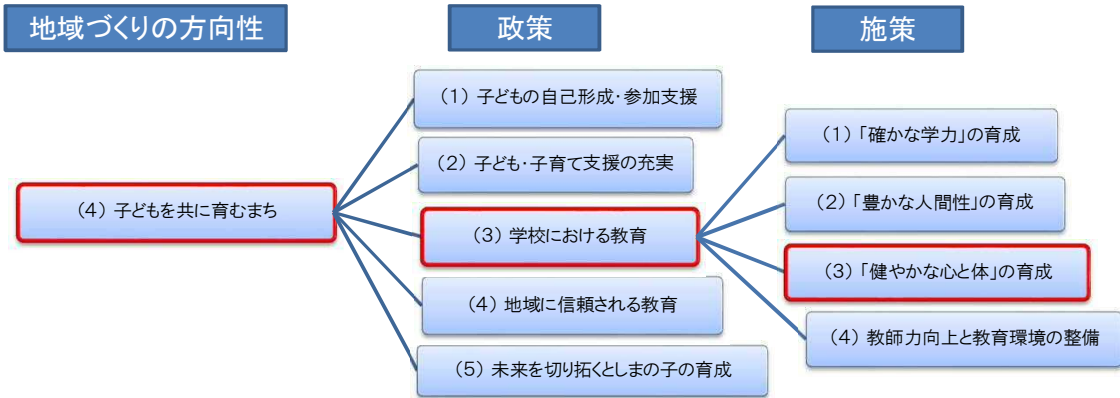 地域づくりの方向性
政策
施策
(4) 子どもを共に育むまち
(1) 子どもの自己形成・参加支援
(2) 子ども・子育て支援の充実
(3) 学校における教育
(4) 地域に信頼される教育
(5) 未来を切り拓くとしまの子の育成
(1) 「確かな学力」の育成
(2) 「豊かな人間性」の育成
(3) 「健やかな心と体」の育成
(4) 教師力向上と教育環境の整備